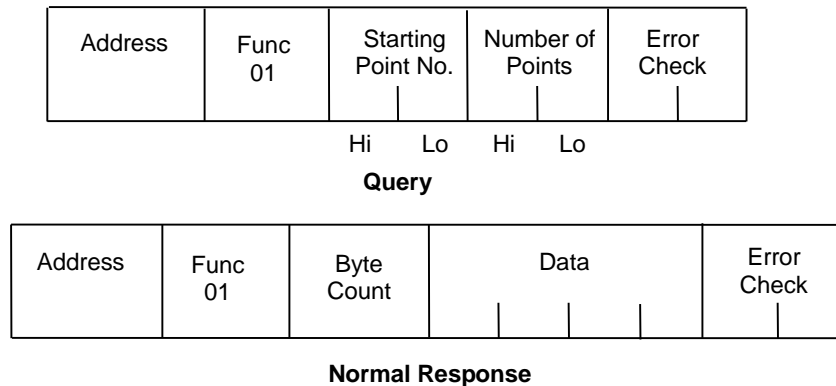 Address Func Starting Number of Error
01 Point No. Points Check
Hi Lo Hi Lo
Query
Address Func Byte Data Error
01 Count Check
Normal Response